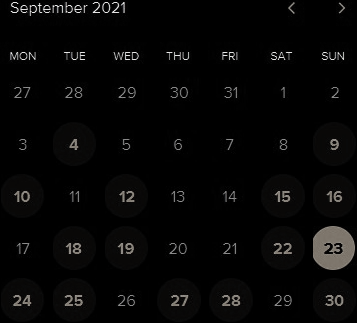 September 2021
MON TUE WED THU FRI SAT SUN
27 28 29 30 31 1 2
3 4 5 6 7 8 9
10 11 12 13 14 15 16
17 18 19 20 21 22 23
24 25 26 27 28 29 30